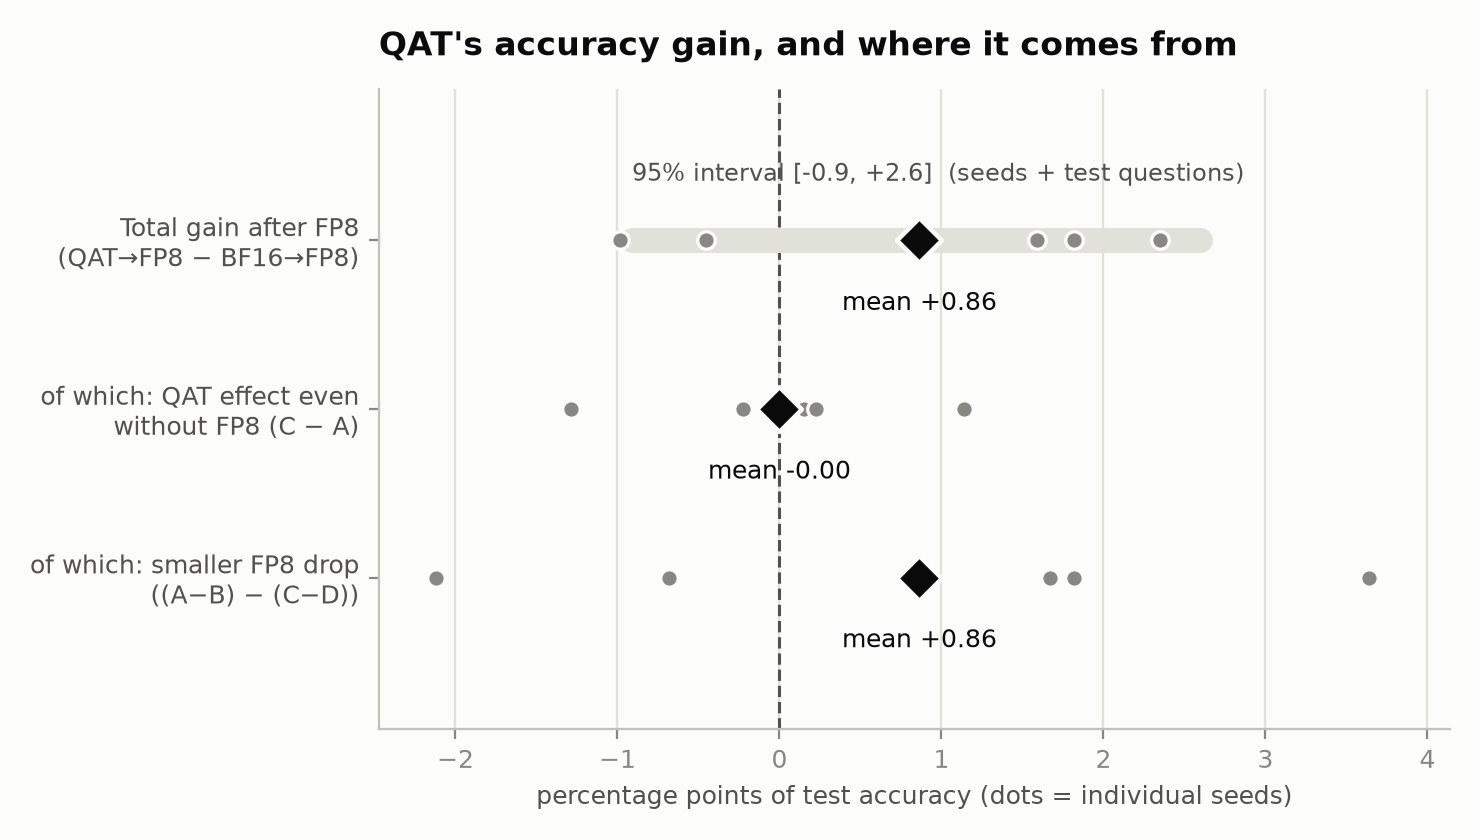 QAT's accuracy gain, and where it comes from
95% interval [-0.9, +2.6]  (seeds + test questions)
Total gain after FP8
(QAT→FP8 − BF16→FP8)
mean +0.86
of which: QAT effect even
without FP8 (C − A)
mean -0.00
of which: smaller FP8 drop
((A−B) − (C−D))
mean +0.86
−2 −1 0 1 2 3 4
percentage points of test accuracy (dots = individual seeds)